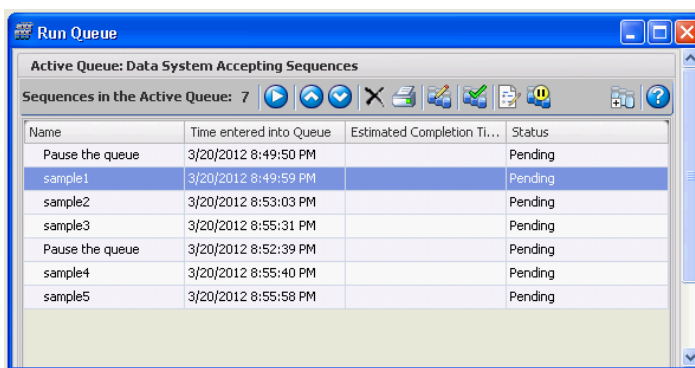 Run Queue
Active Queue: Data System Accepting Sequences
Sequences in the Active Queue: 7
Name Time entered into Queue Estimated Completion Ti... Status
Pause the queue 3/20/2012 8:49:50 PM Pending
sample1 3/20/2012 8:49:59 PM Pending
sample2 3/20/2012 8:53:03 PM Pending
sample3 3/20/2012 8:55:31 PM Pending
Pause the queue 3/20/2012 8:52:39 PM Pending
sample4 3/20/2012 8:55:40 PM Pending
sample5 3/20/2012 8:55:58 PM Pending